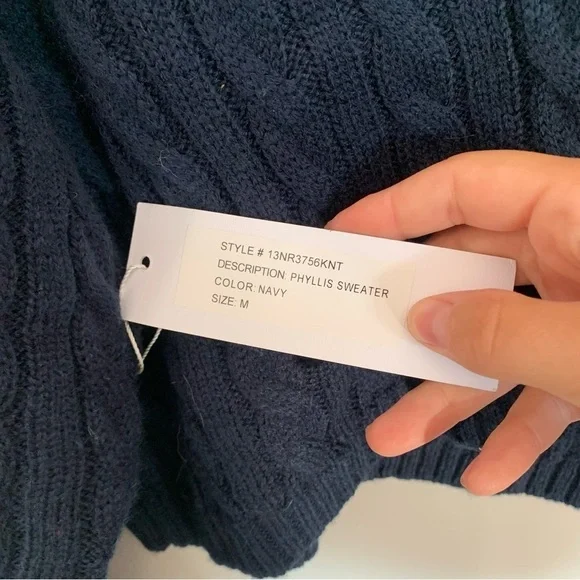 STYLE # 13NR3756KNT
DESCRIPTION: PHYLLIS SWEATER
COLOR: NAVY
SIZE: M